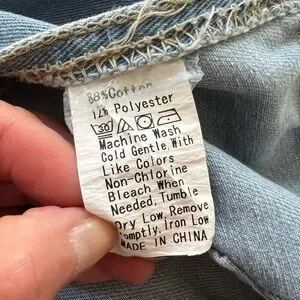 88%Cotton
12% Polyester
30
Machine Wash
Cold Gentle, With
Like Colors
Non-Chlorine
Bleach When
Needed, Tumble
Dry Low, Remove
Promptly, Iron Low
MADE IN CHINA